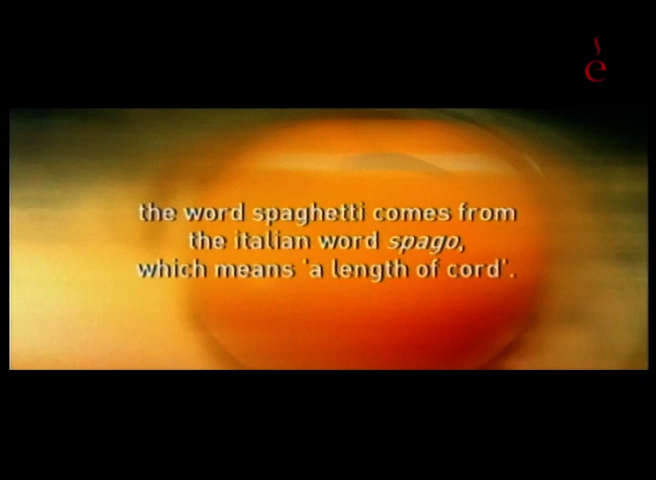 the word spaghetti comes from
the italian word spago,
which means 'a length of cord'.
e